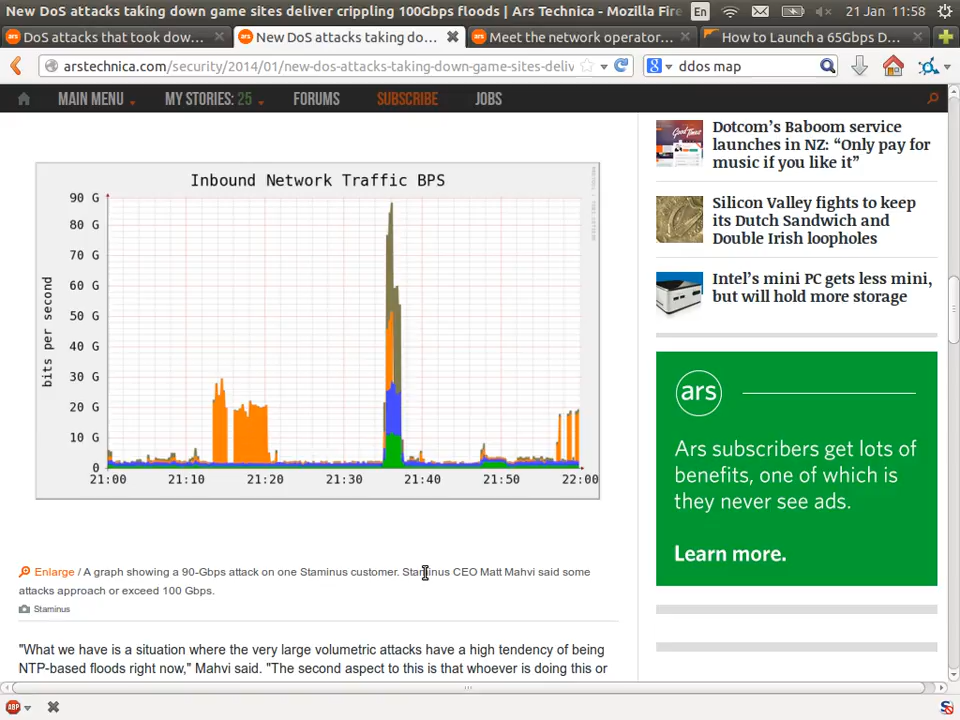 New DoS attacks taking down game sites deliver crippling 100Gbps floods | Ars Technica - Mozilla Fire
En
21 Jan 11:58
DoS attacks that took dow...
New DoS attacks taking do...
Meet the network operator...
How to Launch a 65Gbps D...
arstechnica.com/security/2014/01/new-dos-attacks-taking-down-game-sites-deliv
ddos map
MAIN MENU
MY STORIES: 25
FORUMS
SUBSCRIBE
JOBS
Inbound Network Traffic BPS
bits per second
90 G
80 G
70 G
60 G
50 G
40 G
30 G
20 G
10 G
0
21:00 21:10 21:20 21:30 21:40 21:50 22:00
Enlarge / A graph showing a 90-Gbps attack on one Staminus customer. Staminus CEO Matt Mahvi said some
attacks approach or exceed 100 Gbps.
Staminus
"What we have is a situation where the very large volumetric attacks have a high tendency of being
NTP-based floods right now," Mahvi said. "The second aspect to this is that whoever is doing this or
Dotcom's Baboom service
launches in NZ: “Only pay for
music if you like it”
Silicon Valley fights to keep
its Dutch Sandwich and
Double Irish loopholes
Intel's mini PC gets less mini,
but will hold more storage
ars
Ars subscribers get lots of
benefits, one of which is
they never see ads.
Learn more.
ABP